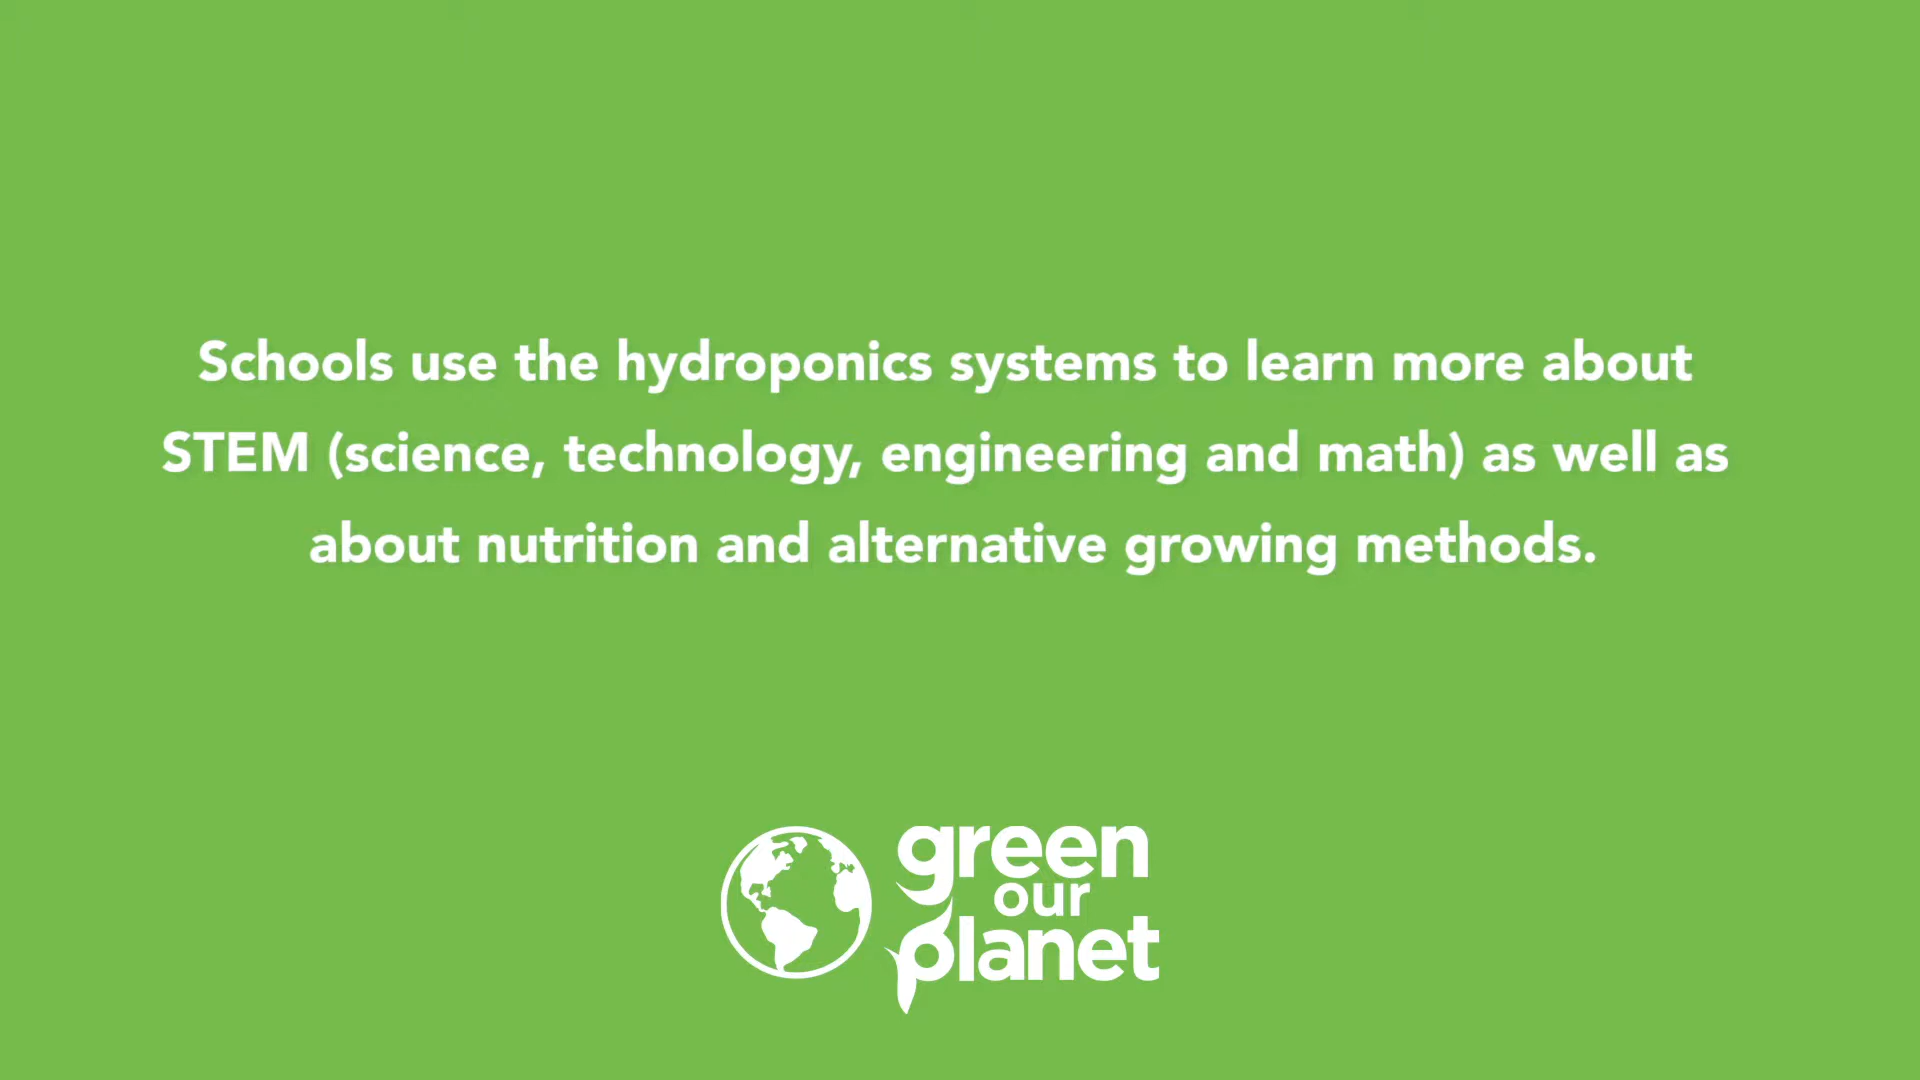 Schools use the hydroponics systems to learn more about
STEM (science, technology, engineering and math) as well as
about nutrition and alternative growing methods.
green
our
planet